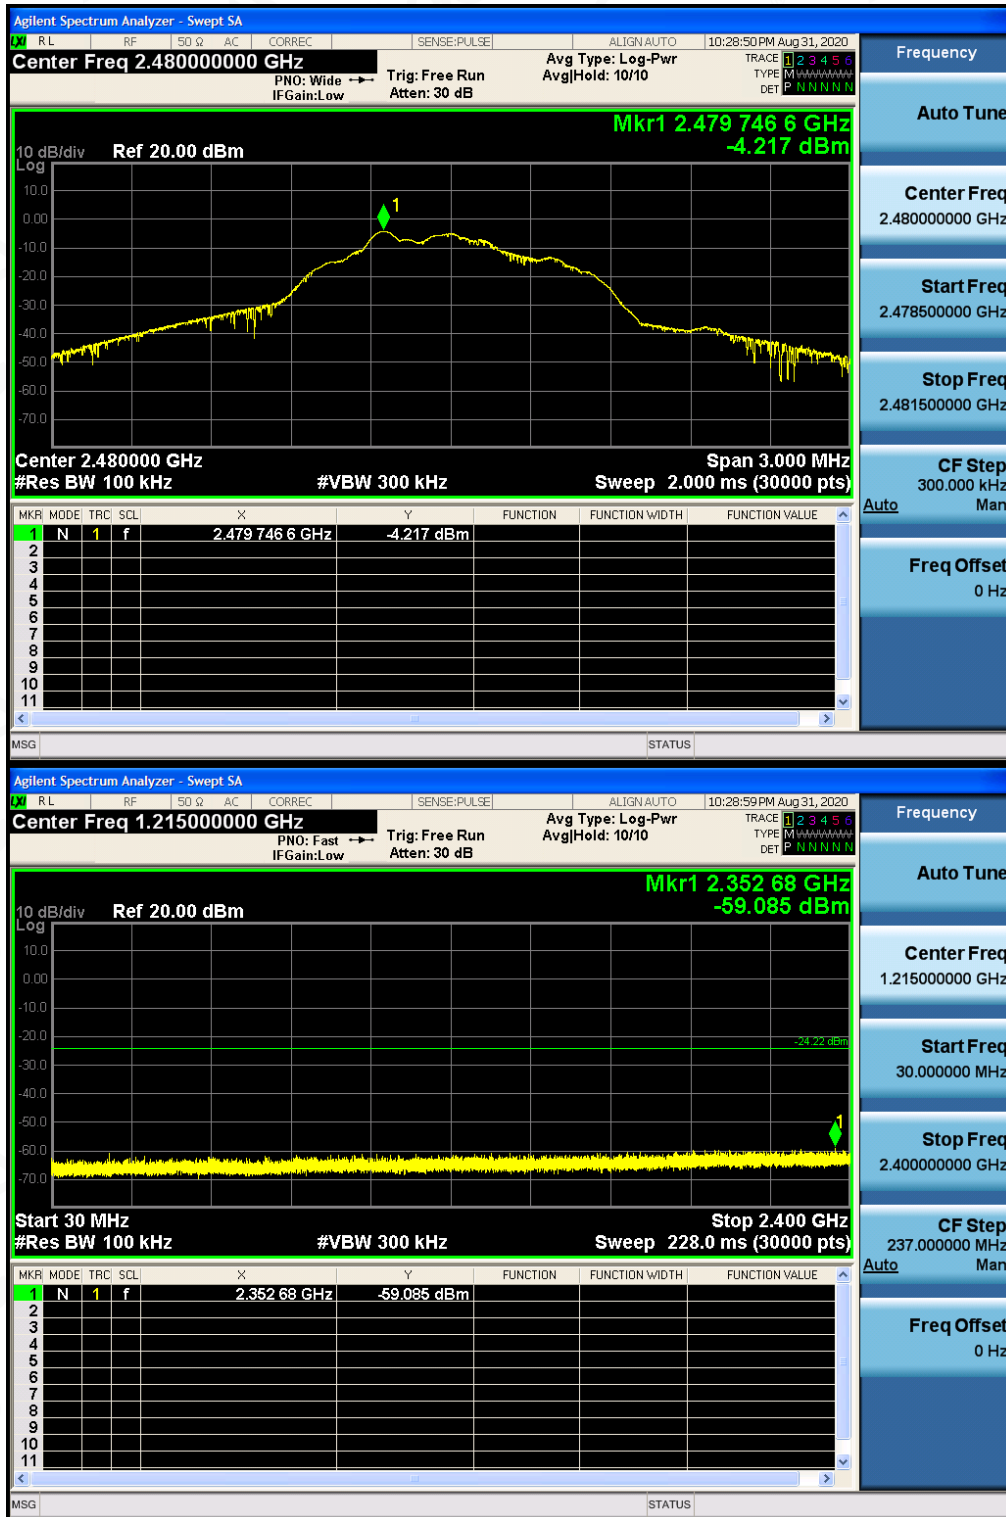 Agilent Spectrum Analyzer - Swept SA
LXI RL RF 50 Ω AC CORREC SENSE:PULSE ALIGN AUTO 10:28:50 PM Aug 31, 2020
Center Freq 2.480000000 GHz
PNO: Wide
IFGain:Low
Trig: Free Run
Atten: 30 dB
Avg Type: Log-Pwr
Avg|Hold: 10/10
TRACE 1 2 3 4 5 6
TYPE M WWWWW
DET P N N N N N
Mkr1 2.479 746 6 GHz
-4.217 dBm
10 dB/div Ref 20.00 dBm
Log
10.0
0.00
-10.0
-20.0
-30.0
-40.0
-50.0
-60.0
-70.0
1
Center 2.480000 GHz Span 3.000 MHz
#Res BW 100 kHz #VBW 300 kHz Sweep 2.000 ms (30000 pts)
MKR MODE TRC SCL X Y FUNCTION FUNCTION WIDTH FUNCTION VALUE
1 N 1 f 2.479 746 6 GHz -4.217 dBm
2
3
4
5
6
7
8
9
10
11
MSG STATUS
Frequency
Auto Tune
Center Freq
2.480000000 GHz
Start Freq
2.478500000 GHz
Stop Freq
2.481500000 GHz
CF Step
300.000 kHz
Auto Man
Freq Offset
0 Hz
Agilent Spectrum Analyzer - Swept SA
LXI RL RF 50 Ω AC CORREC SENSE:PULSE ALIGN AUTO 10:28:59 PM Aug 31, 2020
Center Freq 1.215000000 GHz
PNO: Fast
IFGain:Low
Trig: Free Run
Atten: 30 dB
Avg Type: Log-Pwr
Avg|Hold: 10/10
TRACE 1 2 3 4 5 6
TYPE M WWWWW
DET P N N N N N
Mkr1 2.352 68 GHz
-59.085 dBm
10 dB/div Ref 20.00 dBm
Log
10.0
0.00
-10.0
-20.0
-30.0
-40.0
-50.0
-60.0
-70.0
-24.22 dBm
1
Start 30 MHz Stop 2.400 GHz
#Res BW 100 kHz #VBW 300 kHz Sweep 228.0 ms (30000 pts)
MKR MODE TRC SCL X Y FUNCTION FUNCTION WIDTH FUNCTION VALUE
1 N 1 f 2.352 68 GHz -59.085 dBm
2
3
4
5
6
7
8
9
10
11
MSG STATUS
Frequency
Auto Tune
Center Freq
1.215000000 GHz
Start Freq
30.000000 MHz
Stop Freq
2.400000000 GHz
CF Step
237.000000 MHz
Auto Man
Freq Offset
0 Hz